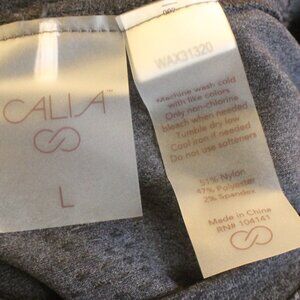 CALIA™
L
WAX31320
Machine wash cold
with like colors
Only non-chlorine
bleach when needed
Tumble dry low
Cool iron if needed
Do not use softeners
51% Nylon
47% Polyester
2% Spandex
Made in China
RN# 104141